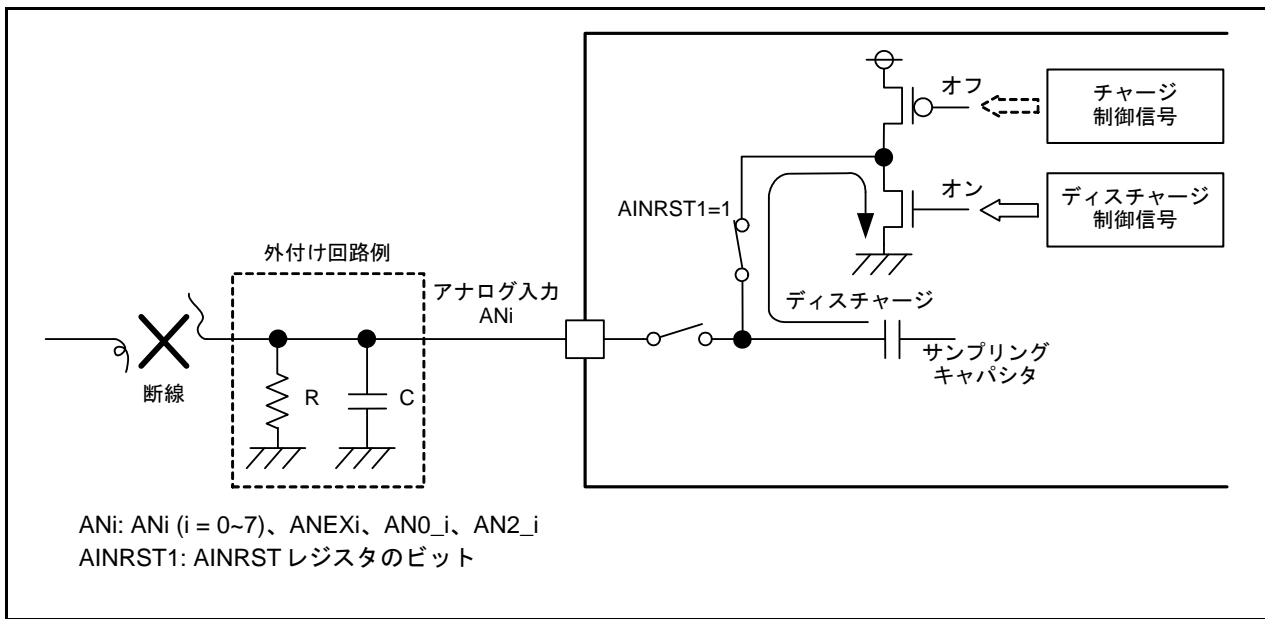 オフ
チャージ
制御信号
オン
ディスチャージ
制御信号
AINRST1=1
外付け回路例
アナログ入力
ANi
ディスチャージ
サンプリング
キャパシタ
断線
R
C
ANi: ANi (i = 0~7)、ANEXi、AN0_i、AN2_i
AINRST1: AINRST レジスタのビット